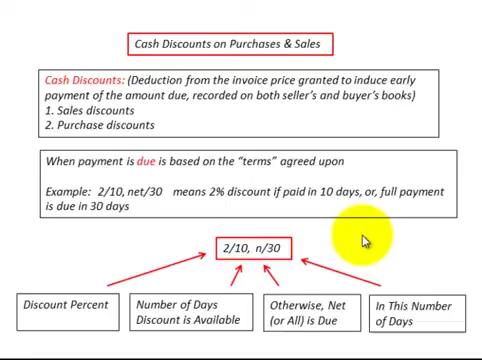 Cash Discounts on Purchases & Sales
Cash Discounts: (Deduction from the invoice price granted to induce early
payment of the amount due, recorded on both seller's and buyer's books)
1. Sales discounts
2. Purchase discounts
When payment is due is based on the "terms" agreed upon
Example: 2/10, net/30 means 2% discount if paid in 10 days, or, full payment
is due in 30 days
2/10, n/30
Discount Percent
Number of Days
Discount is Available
Otherwise, Net
(or All) is Due
In This Number
of Days